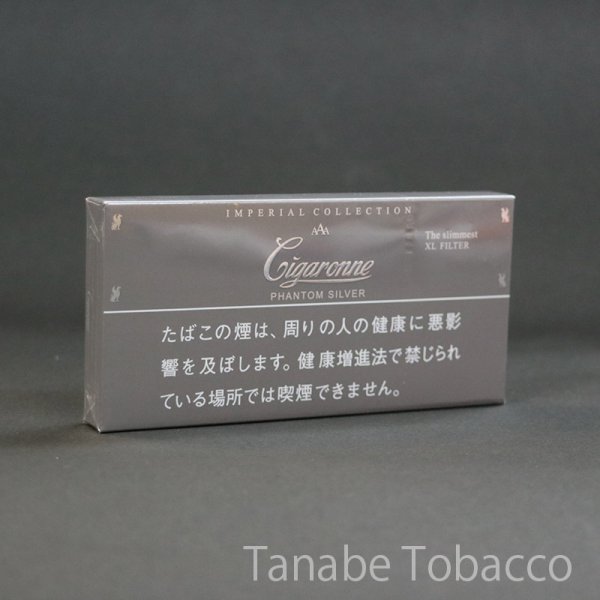 IMPERIAL COLLECTION
AAA
Cigaronne
PHANTOM SILVER
The slimmest
XL FILTER
たばこの煙は、周りの人の健康に悪影
響を及ぼします。健康増進法で禁じられ
ている場所では喫煙できません。
Tanabe Tobacco